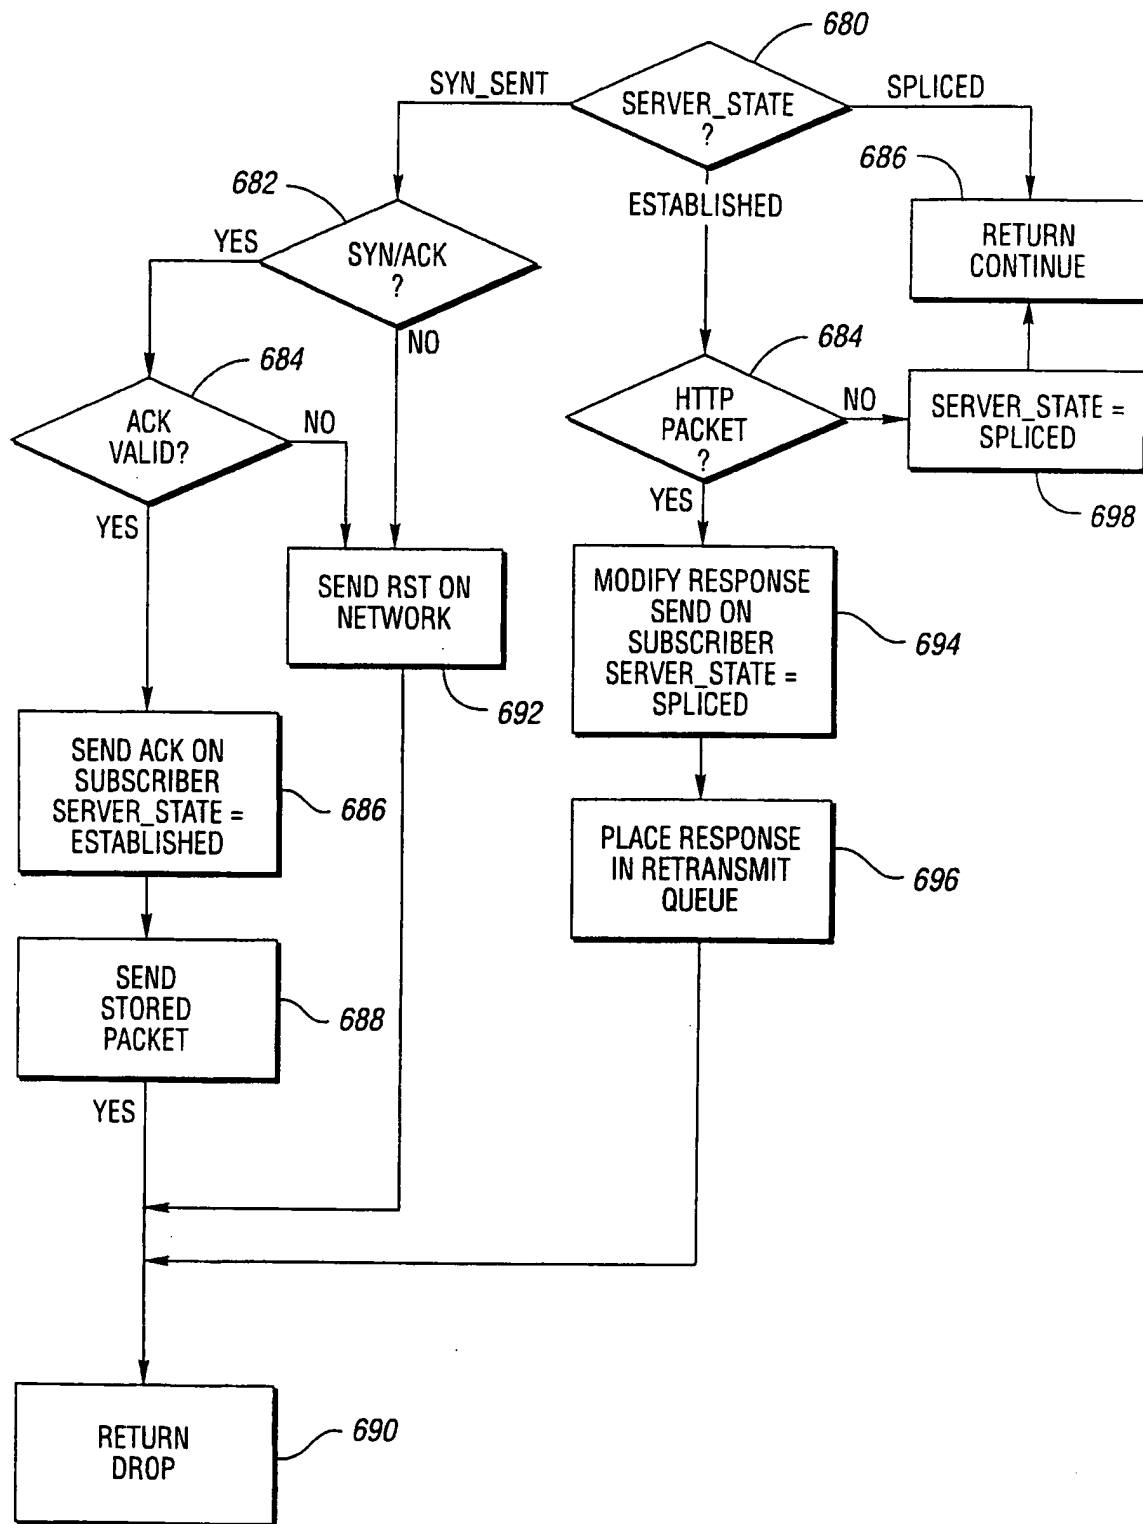 680
SYN_SENT
SERVER_STATE
?
SPLICED
686
ESTABLISHED
RETURN
CONTINUE
682
YES
SYN/ACK
?
NO
684
ACK
VALID?
NO
YES
684
HTTP
PACKET
?
NO
YES
SERVER_STATE =
SPLICED
698
SEND RST ON
NETWORK
692
MODIFY RESPONSE
SEND ON
SUBSCRIBER
SERVER_STATE =
SPLICED
694
SEND ACK ON
SUBSCRIBER
SERVER_STATE =
ESTABLISHED
686
PLACE RESPONSE
IN RETRANSMIT
QUEUE
696
SEND
STORED
PACKET
688
YES
RETURN
DROP
690